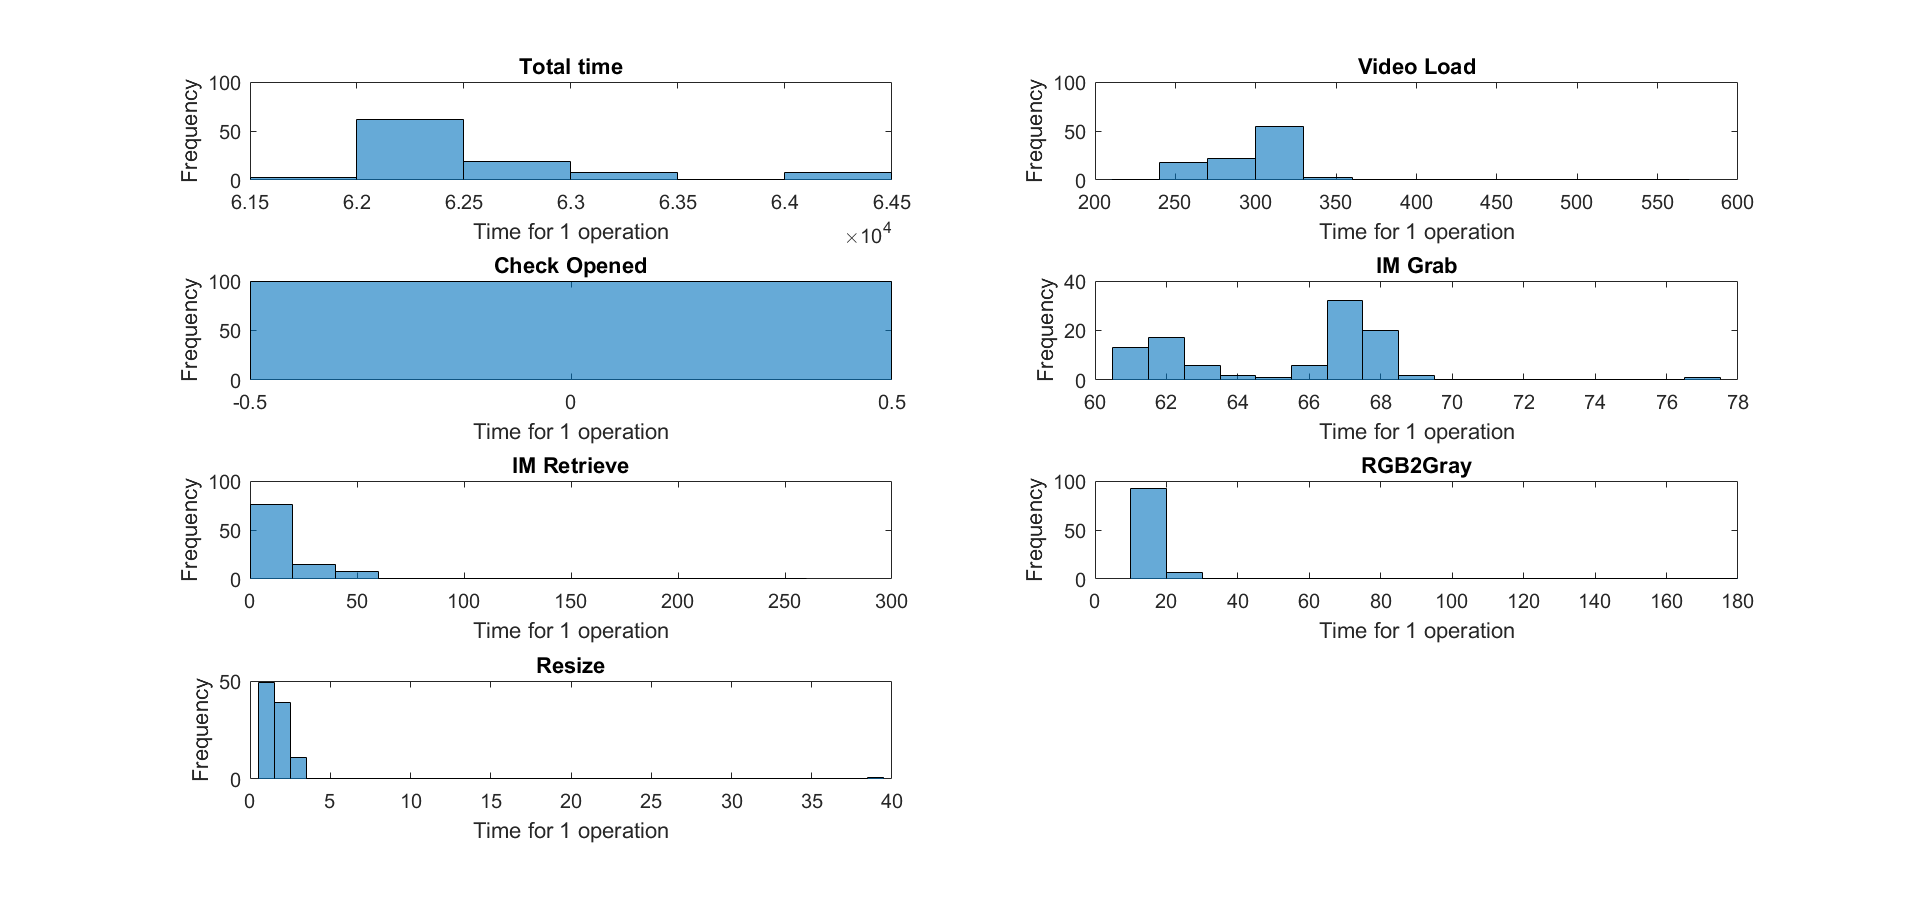 Total time
Frequency
100
50
0
6.15 6.2 6.25 6.3 6.35 6.4 6.45
Time for 1 operation
×10^4
Video Load
Frequency
100
50
0
200 250 300 350 400 450 500 550 600
Time for 1 operation
Check Opened
Frequency
100
50
0
-0.5 0 0.5
Time for 1 operation
IM Grab
Frequency
40
20
0
60 62 64 66 68 70 72 74 76 78
Time for 1 operation
IM Retrieve
Frequency
100
50
0
0 50 100 150 200 250 300
Time for 1 operation
RGB2Gray
Frequency
100
50
0
0 20 40 60 80 100 120 140 160 180
Time for 1 operation
Resize
Frequency
50
0
0 5 10 15 20 25 30 35 40
Time for 1 operation